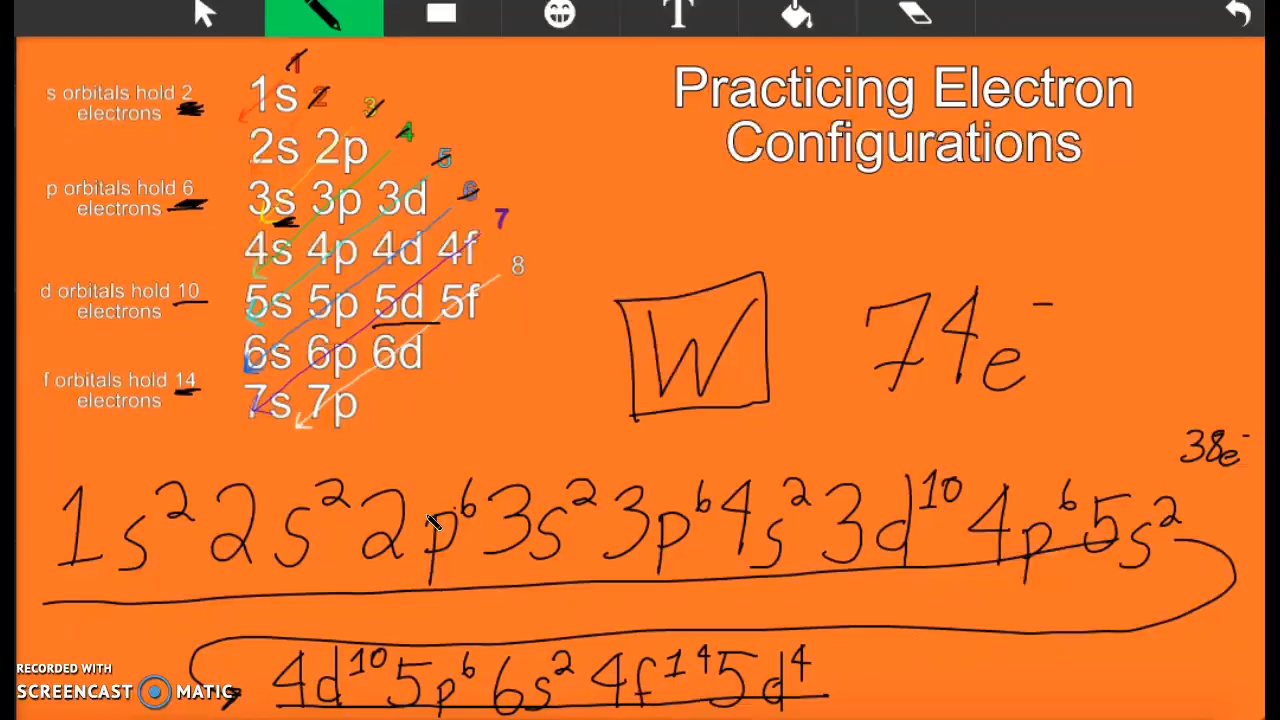 T
Practicing Electron
Configurations
s orbitals hold 2
electrons
p orbitals hold 6
electrons
d orbitals hold 10
electrons
f orbitals hold 14
electrons
1
1s 2
2s 2p 3
3s 3p 3d 4
4s 4p 4d 4f 5
5s 5p 5d 5f 6
6s 6p 6d 7
7s 7p 8
W 74e⁻
38e⁻
1s²2s²2p⁶3s²3p⁶4s²3d¹⁰4p⁶5s²
4d¹⁰5p⁶6s²4f¹⁴5d⁴
RECORDED WITH
SCREENCAST MATIC